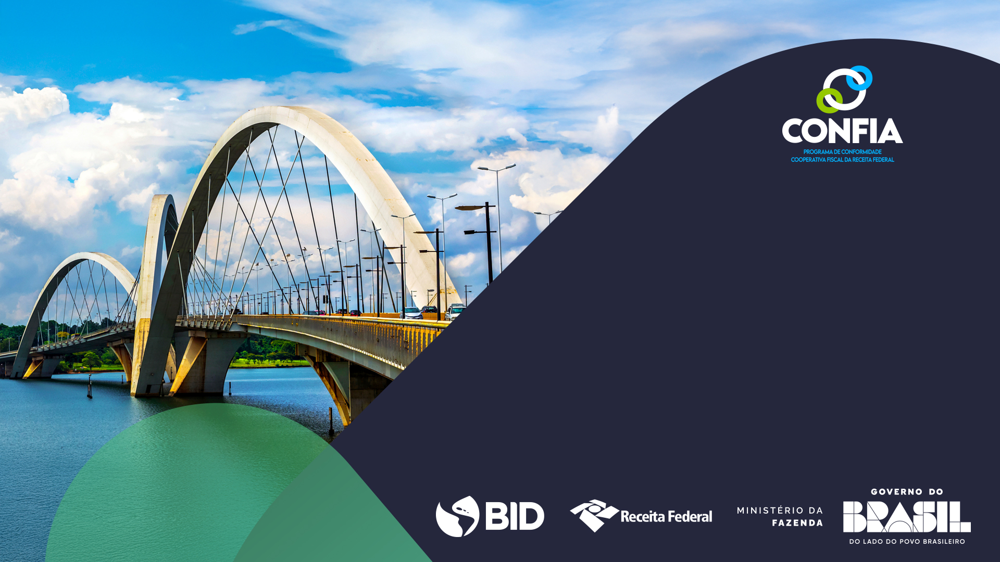 CONFIA
PROGRAMA DE CONFORMIDADE
COOPERATIVA FISCAL DA RECEITA FEDERAL
BID
Receita Federal
MINISTÉRIO DA
FAZENDA
GOVERNO DO
BRASIL
DO LADO DO POVO BRASILEIRO